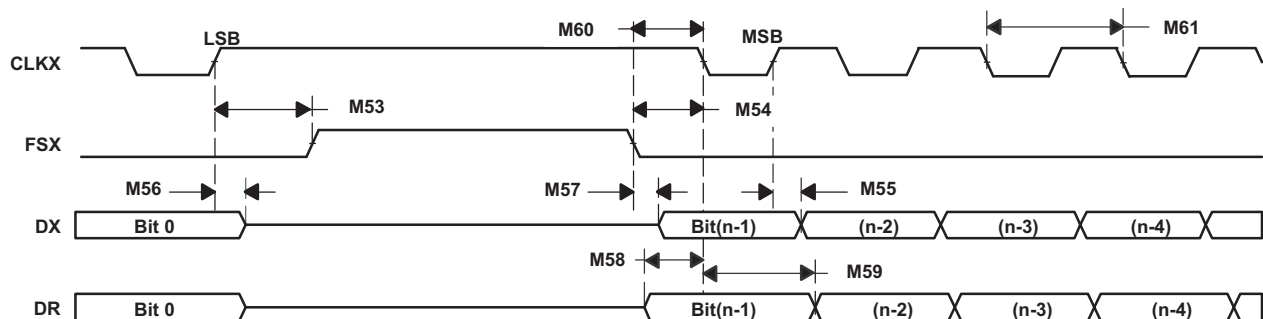 M60
M61
LSB
MSB
CLKX
M53
M54
FSX
M56
M57
M55
DX
Bit 0
Bit(n-1)
(n-2)
(n-3)
(n-4)
M58
M59
DR
Bit 0
Bit(n-1)
(n-2)
(n-3)
(n-4)